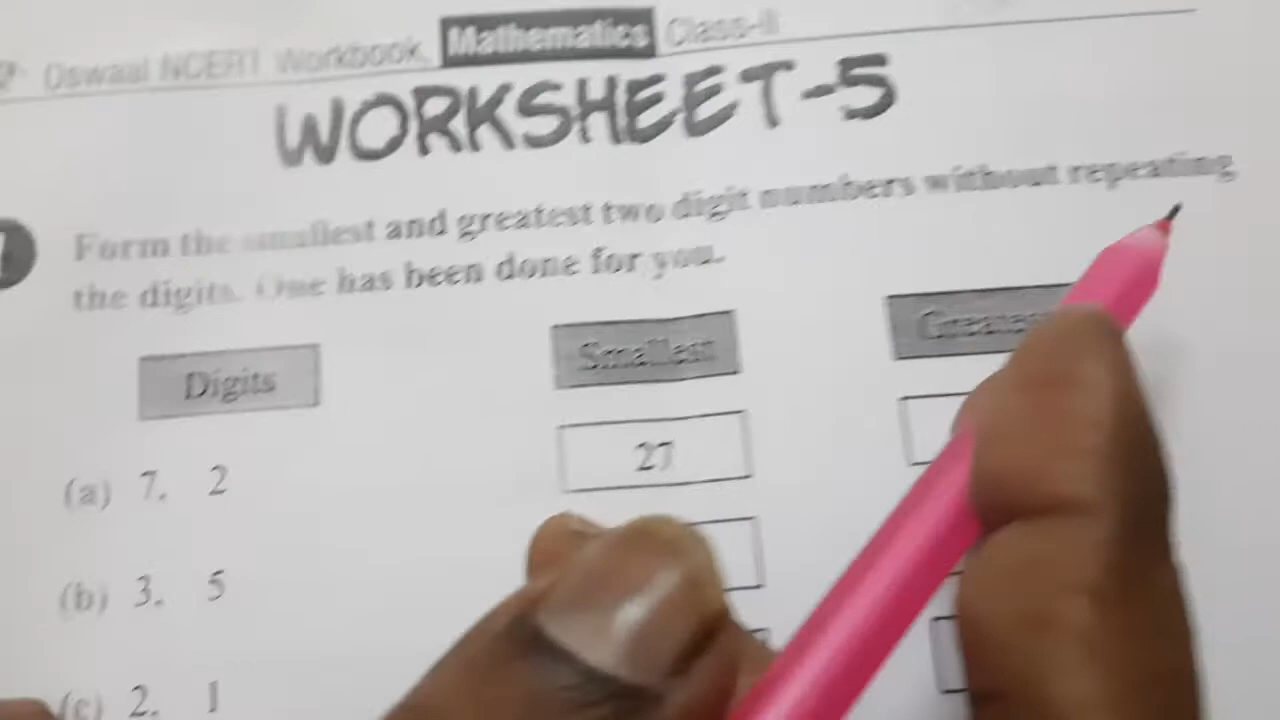 Oswaal NCERT Workbook, Mathematics Class-II
WORKSHEET-5
Form the smallest and greatest two digit numbers without repeating
the digits. One has been done for you.
Digits Smallest
(a) 7, 2 27
(b) 3, 5
(c) 2, 1